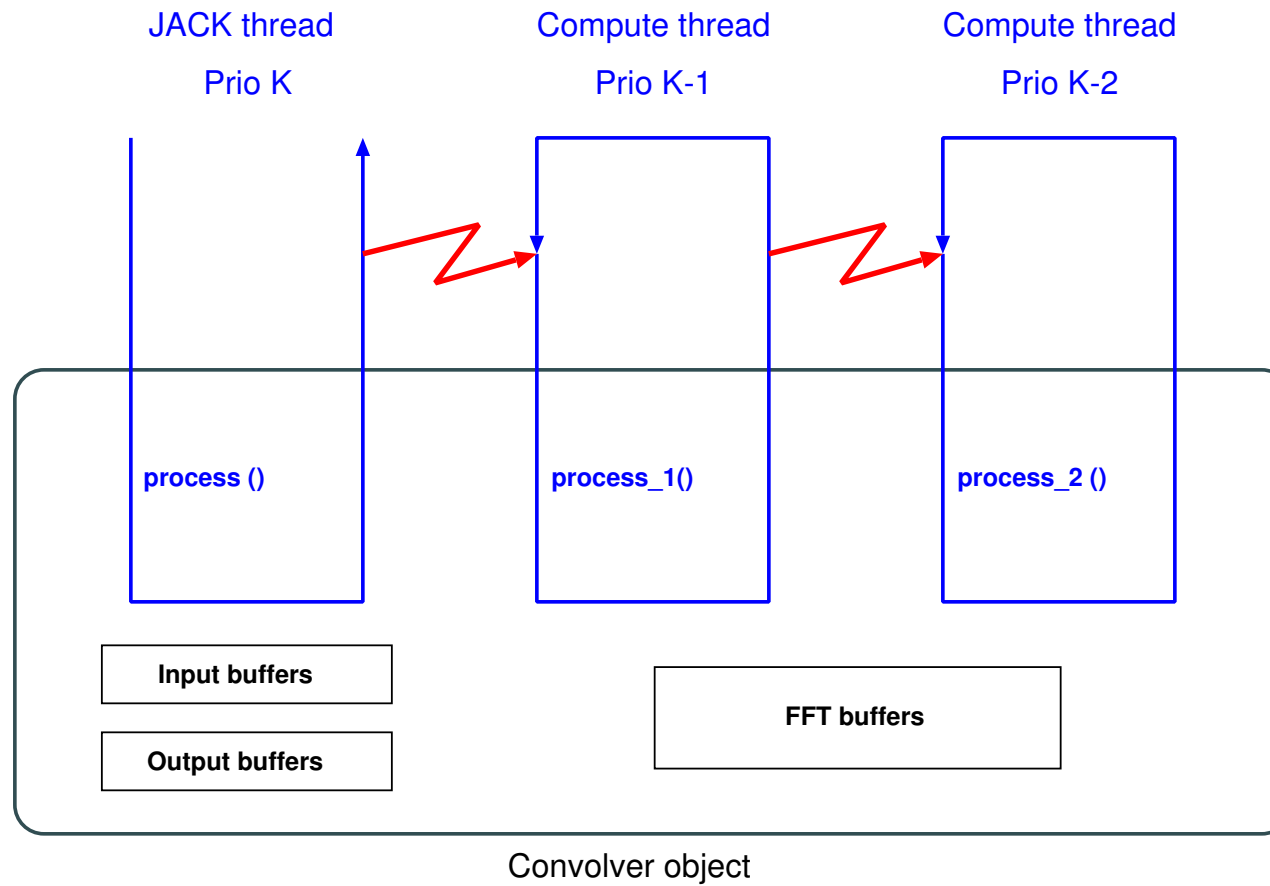 JACK thread
Prio K
Compute thread
Prio K-1
Compute thread
Prio K-2
process ()
process_1()
process_2 ()
Input buffers
Output buffers
FFT buffers
Convolver object